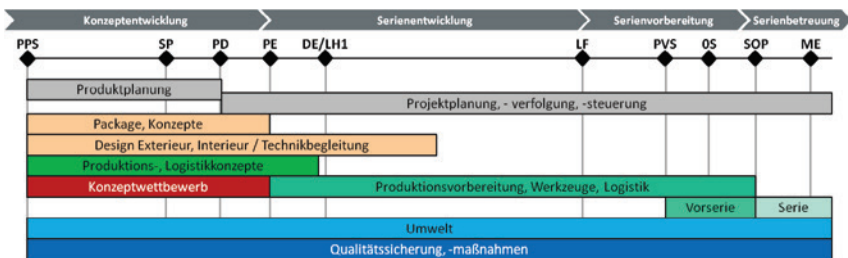 Konzeptentwicklung Serienentwicklung Serienvorbereitung Serienbetreuung
PPS SP PD PE DE/LH1 LF PVS 0S SOP ME
Produktplanung
Projektplanung, - verfolgung, -steuerung
Package, Konzepte
Design Exterieur, Interieur / Technikbegleitung
Produktions-, Logistikkonzepte
Konzeptwettbewerb Produktionsvorbereitung, Werkzeuge, Logistik
Vorserie Serie
Umwelt
Qualitätssicherung, -maßnahmen